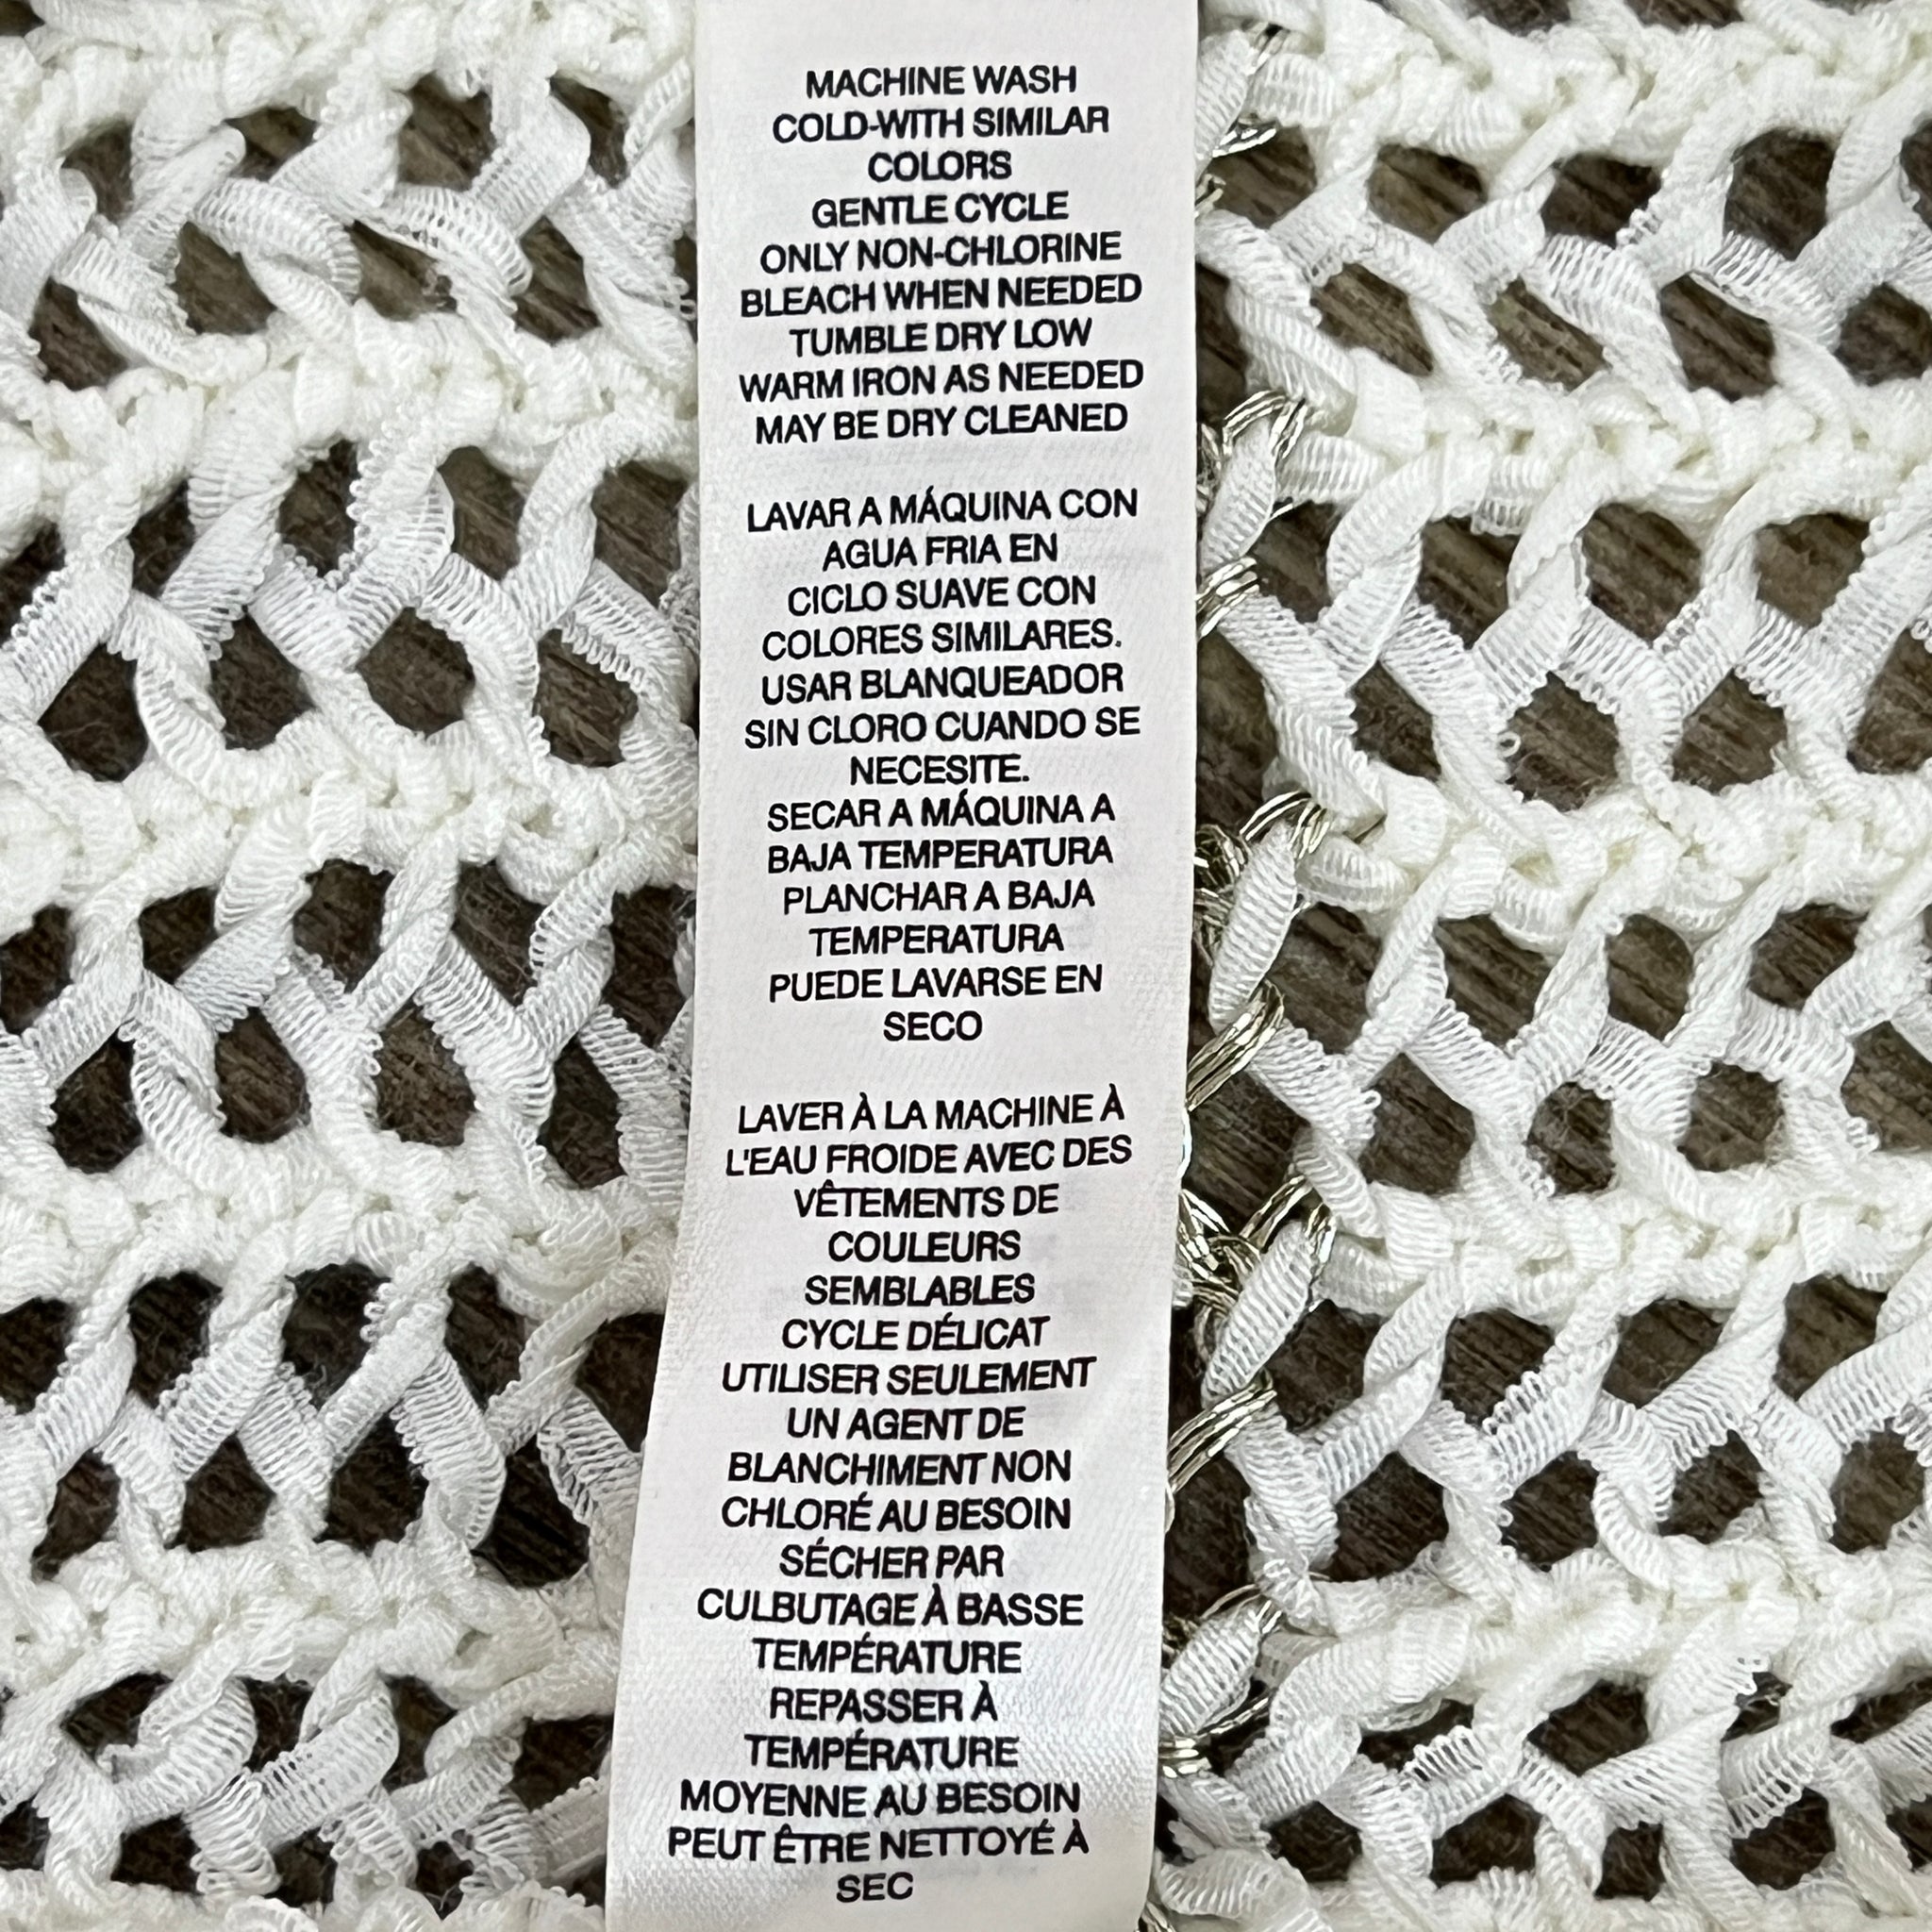 MACHINE WASH
COLD-WITH SIMILAR
COLORS
GENTLE CYCLE
ONLY NON-CHLORINE
BLEACH WHEN NEEDED
TUMBLE DRY LOW
WARM IRON AS NEEDED
MAY BE DRY CLEANED
LAVAR A MÁQUINA CON
AGUA FRIA EN
CICLO SUAVE CON
COLORES SIMILARES.
USAR BLANQUEADOR
SIN CLORO CUANDO SE
NECESITE.
SECAR A MÁQUINA A
BAJA TEMPERATURA
PLANCHAR A BAJA
TEMPERATURA
PUEDE LAVARSE EN
SECO
LAVER À LA MACHINE À
L'EAU FROIDE AVEC DES
VÊTEMENTS DE
COULEURS
SEMBLABLES
CYCLE DÉLICAT
UTILISER SEULEMENT
UN AGENT DE
BLANCHIMENT NON
CHLORÉ AU BESOIN
SÉCHER PAR
CULBUTAGE À BASSE
TEMPÉRATURE
REPASSER À
TEMPÉRATURE
MOYENNE AU BESOIN
PEUT ÊTRE NETTOYÉ À
SEC